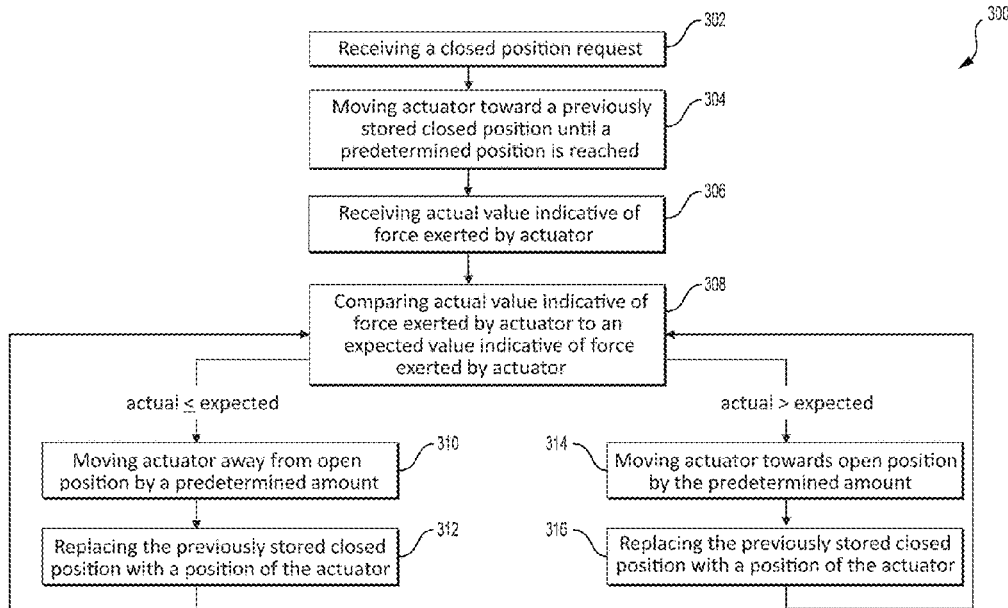 300
302
Receiving a closed position request
304
Moving actuator toward a previously
stored closed position until a
predetermined position is reached
306
Receiving actual value indicative of
force exerted by actuator
308
Comparing actual value indicative of
force exerted by actuator to an
expected value indicative of force
exerted by actuator
actual ≤ expected
actual > expected
310
Moving actuator away from open
position by a predetermined amount
314
Moving actuator towards open position
by the predetermined amount
312
Replacing the previously stored closed
position with a position of the actuator
316
Replacing the previously stored closed
position with a position of the actuator